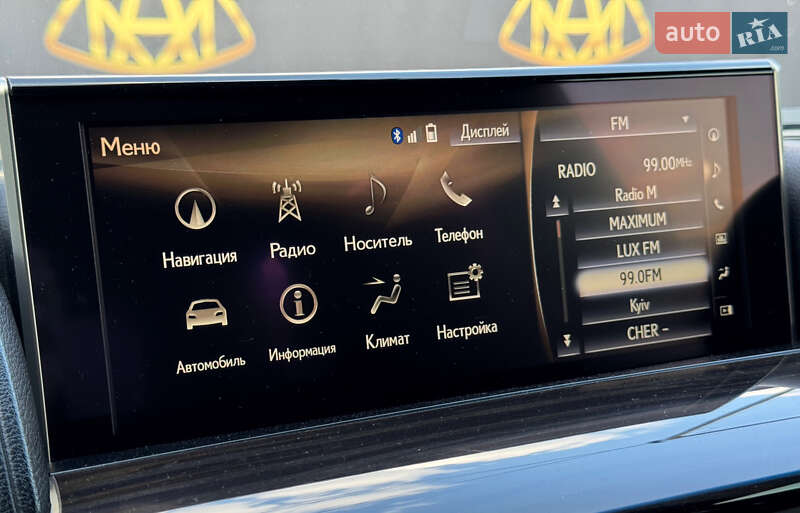 auto RIA
.com
Меню
Дисплей
Навигация
Радио
Носитель
Телефон
Автомобиль
Информация
Климат
Настройка
FM
RADIO 99.00MHz
Radio M
MAXIMUM
LUX FM
99.0FM
Kyiv
CHER -